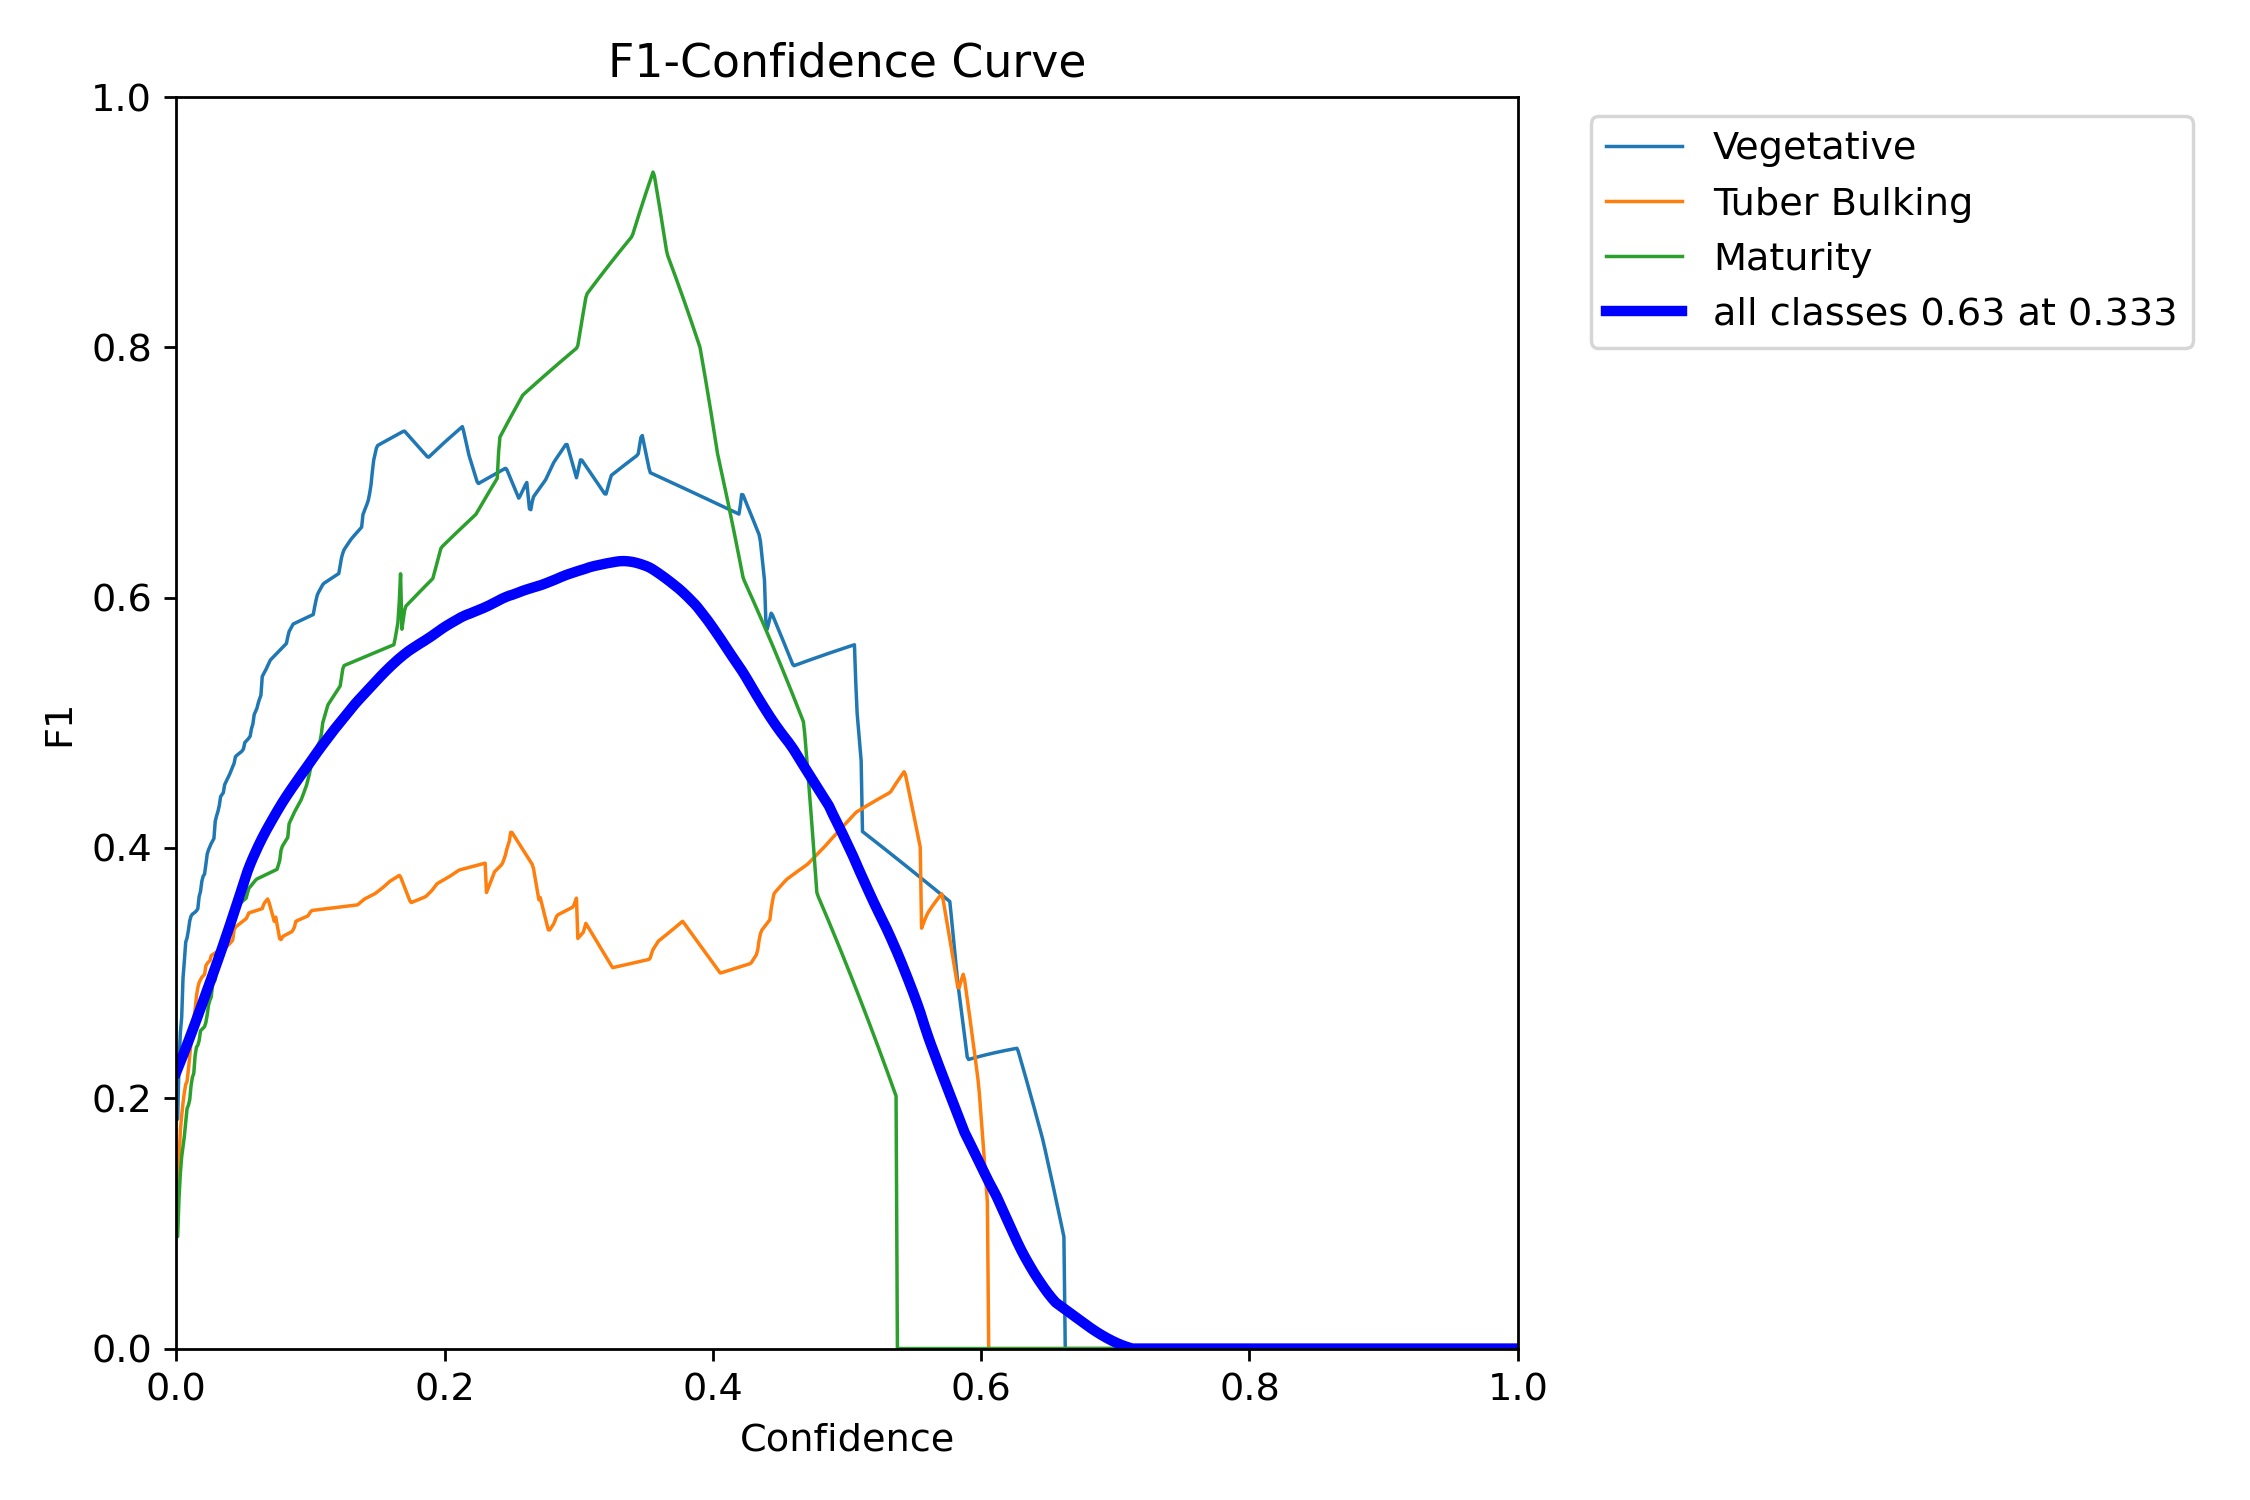 F1-Confidence Curve
Vegetative
Tuber Bulking
Maturity
all classes 0.63 at 0.333
1.0
0.8
0.6
0.4
0.2
0.0
F1
0.0 0.2 0.4 0.6 0.8 1.0
Confidence